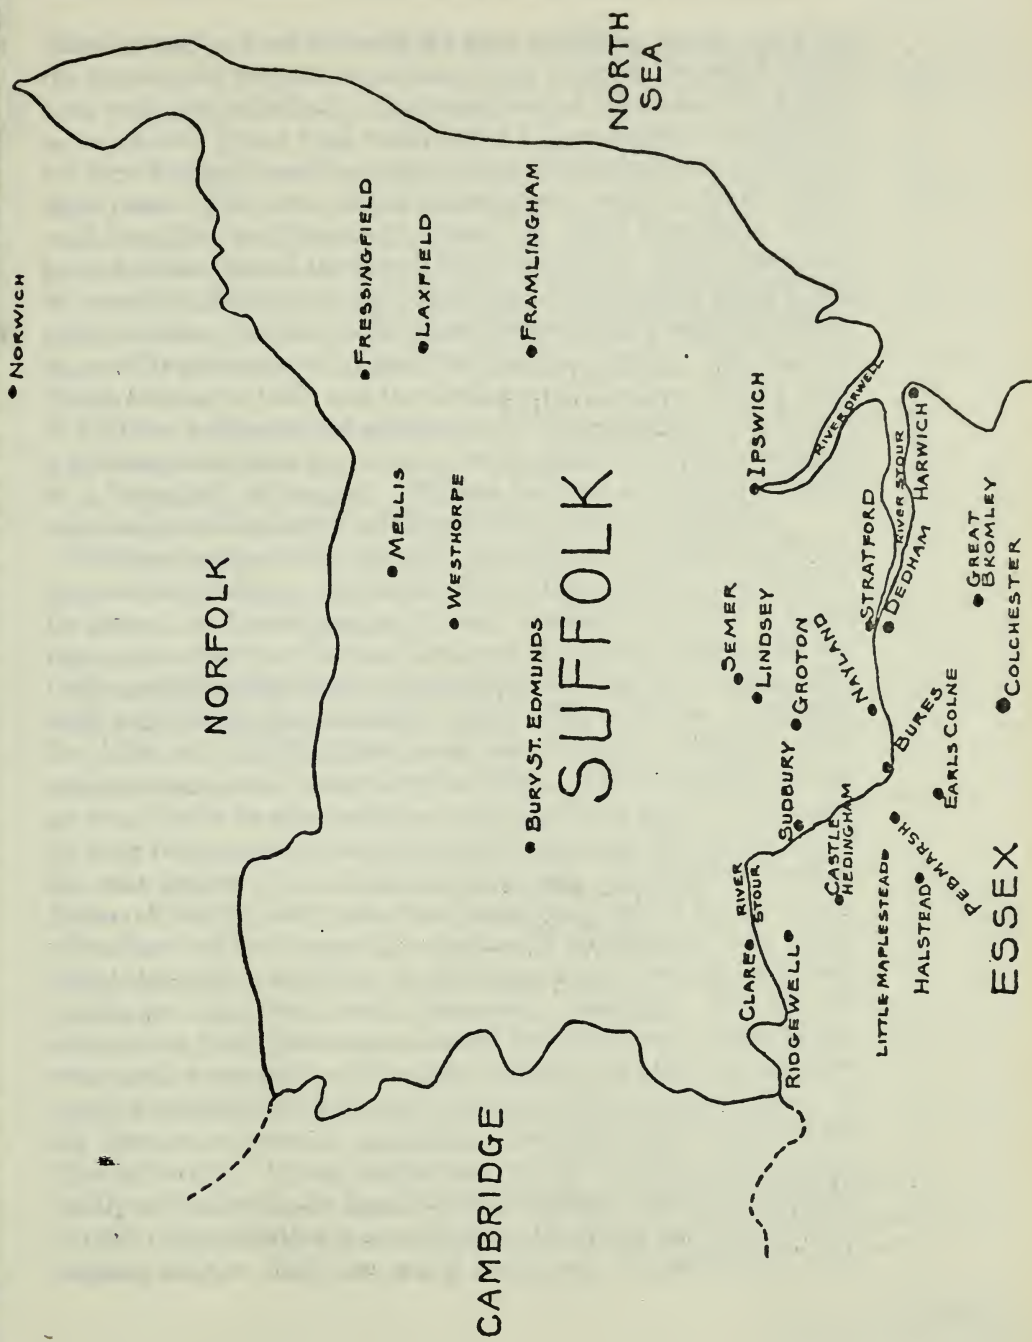 NORWICH
NORFOLK
FRESSINGFIELD
LAXFIELD
MELLIS
WESTHORPE
FRAMLINGHAM
BURY ST. EDMUNDS
SUFFOLK
NORTH
SEA
CAMBRIDGE
IPSWICH
RIVER ORWELL
SEMER
LINDSEY
GROTON
CLARE
RIVER
STOUR
RIDGEWELL
SUDBURY
CASTLE
HEDINGHAM
NAYLAND
STRATFORD
DEDHAM
RIVER STOUR
HARWICH
BURES
LITTLE MAPLESTEAD
HALSTEAD
PEBMARSH
EARLS COLNE
GREAT
BROMLEY
COLCHESTER
ESSEX